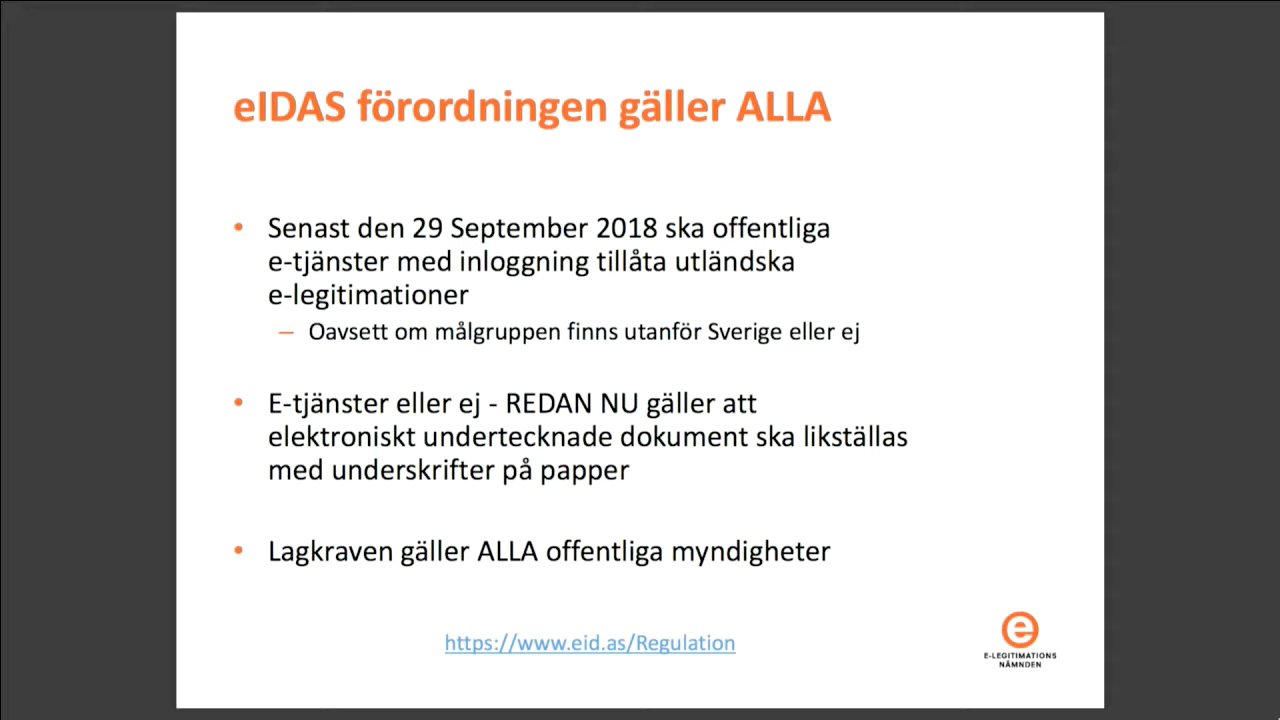 eIDAS förordningen gäller ALLA
• Senast den 29 September 2018 ska offentliga
e-tjänster med inloggning tillåta utländska
e-legitimationer
– Oavsett om målgruppen finns utanför Sverige eller ej
• E-tjänster eller ej - REDAN NU gäller att
elektroniskt undertecknade dokument ska likställas
med underskrifter på papper
• Lagkraven gäller ALLA offentliga myndigheter
https://www.eid.as/Regulation
e
E-LEGITIMATIONS
NÄMNDEN